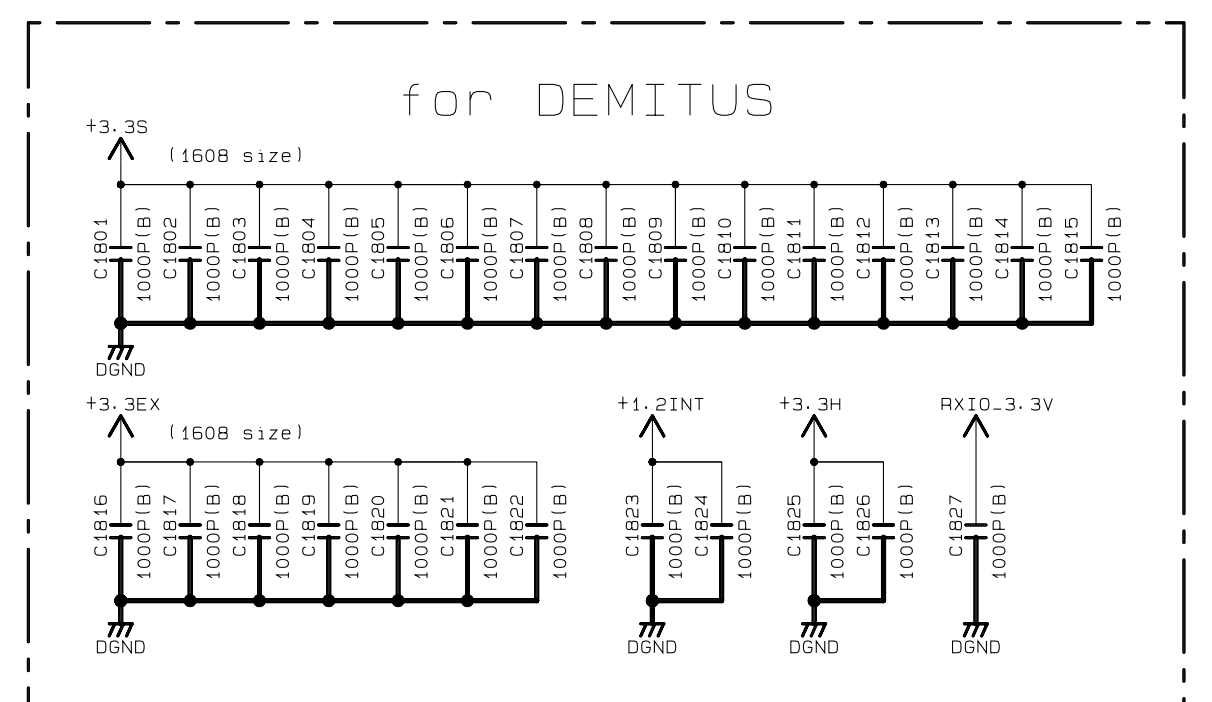 for DEMITUS
+3.3S
(1608 size)
C1801 1000P(B) C1802 1000P(B) C1803 1000P(B) C1804 1000P(B) C1805 1000P(B) C1806 1000P(B) C1807 1000P(B) C1808 1000P(B) C1809 1000P(B) C1810 1000P(B) C1811 1000P(B) C1812 1000P(B) C1813 1000P(B) C1814 1000P(B) C1815 1000P(B)
DGND
+3.3EX +1.2INT +3.3H AXIO_3.3V
(1608 size)
C1816 1000P(B) C1817 1000P(B) C1818 1000P(B) C1819 1000P(B) C1820 1000P(B) C1821 1000P(B) C1822 1000P(B) C1823 1000P(B) C1824 1000P(B) C1825 1000P(B) C1826 1000P(B) C1827 1000P(B)
DGND DGND DGND DGND